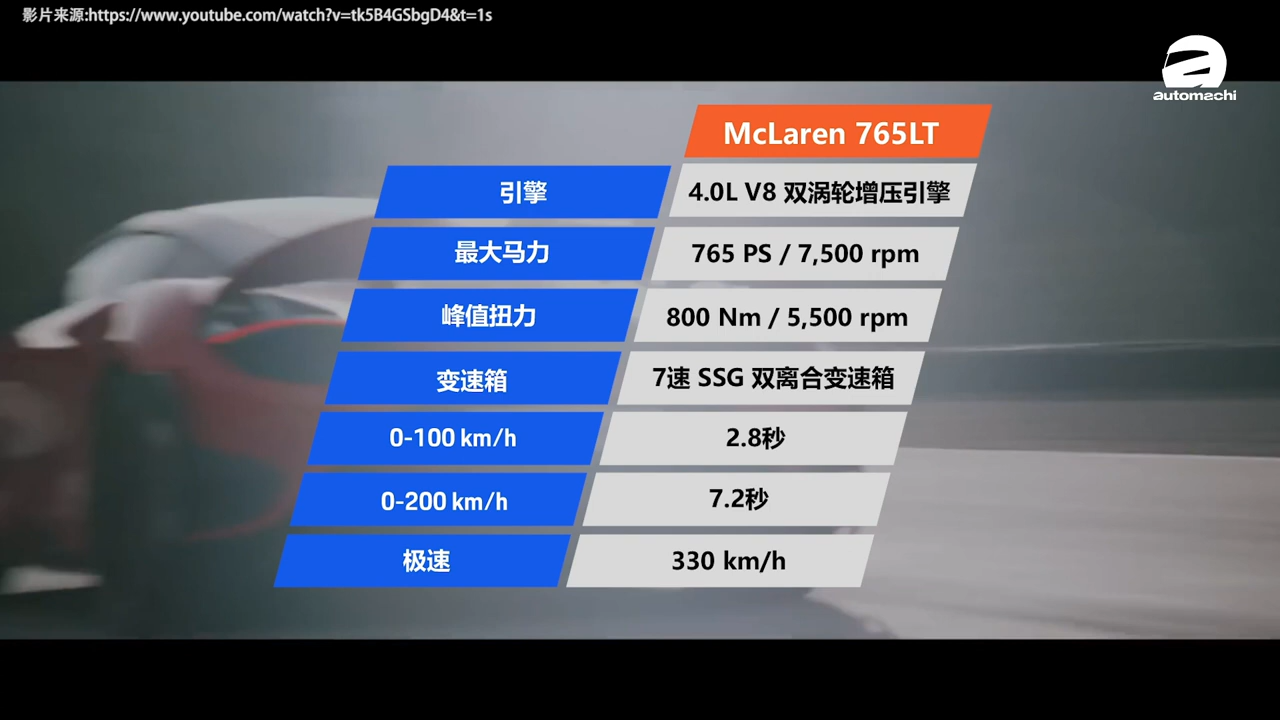 影片来源:https://www.youtube.com/watch?v=tk5B4GSbgD4&t=1s
automachi
McLaren 765LT
引擎 4.0L V8 双涡轮增压引擎
最大马力 765 PS / 7,500 rpm
峰值扭力 800 Nm / 5,500 rpm
变速箱 7速 SSG 双离合变速箱
0-100 km/h 2.8秒
0-200 km/h 7.2秒
极速 330 km/h